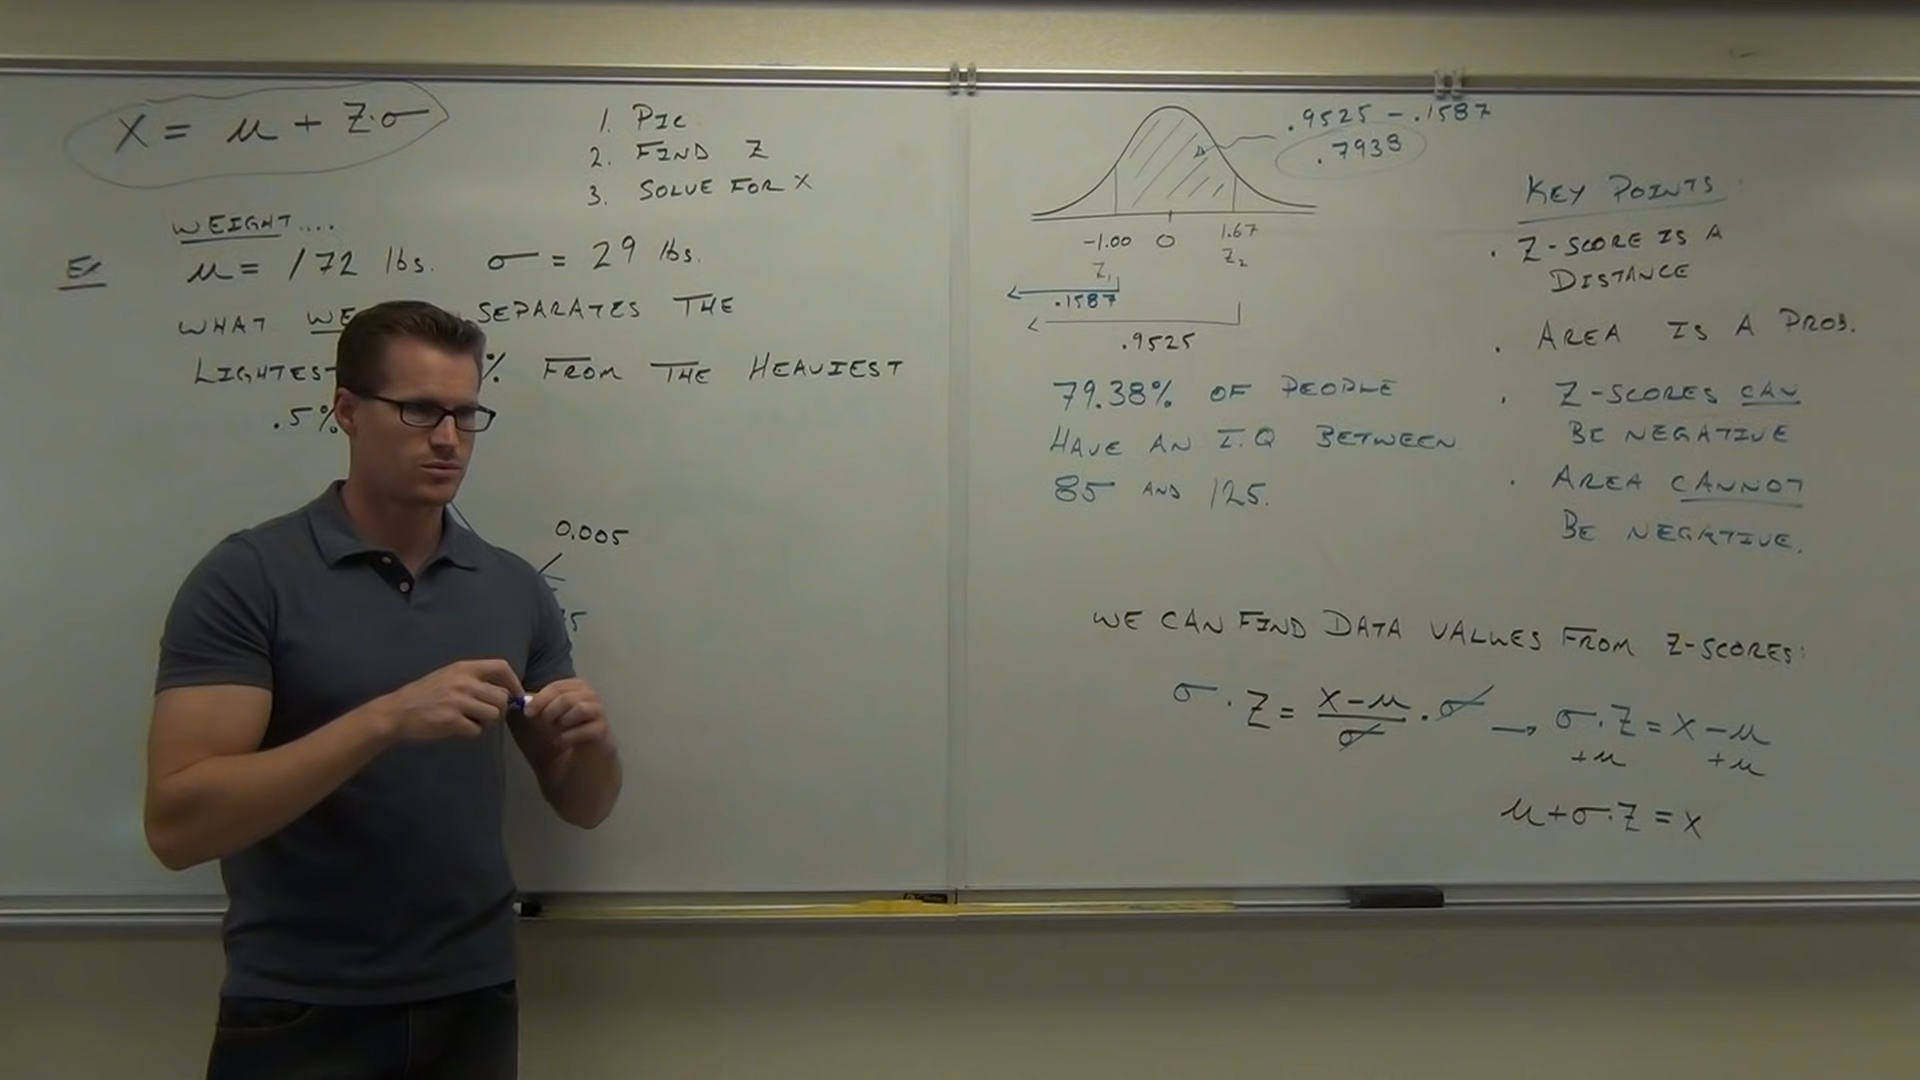 X = μ + Z·σ
1. PIC
2. FIND Z
3. SOLVE FOR X
WEIGHT....
Ex μ = 172 lbs. σ = 29 lbs.
WHAT WE SEPARATES THE
LIGHTEST % FROM THE HEAVIEST
.5%
0.005
5
.9525 - .1587
.7938
-1.00 0 1.67
Z₁ Z₂
.1587
.9525
79.38% OF PEOPLE
HAVE AN I.Q BETWEEN
85 AND 125.
KEY POINTS:
· Z-SCORE IS A
DISTANCE
· AREA IS A PROB.
· Z-SCORES CAN
BE NEGATIVE
· AREA CANNOT
BE NEGATIVE.
WE CAN FIND DATA VALUES FROM Z-SCORES:
σ · Z = X-μ/σ · σ → σ·Z = X - μ
+μ +μ
μ + σ·Z = X